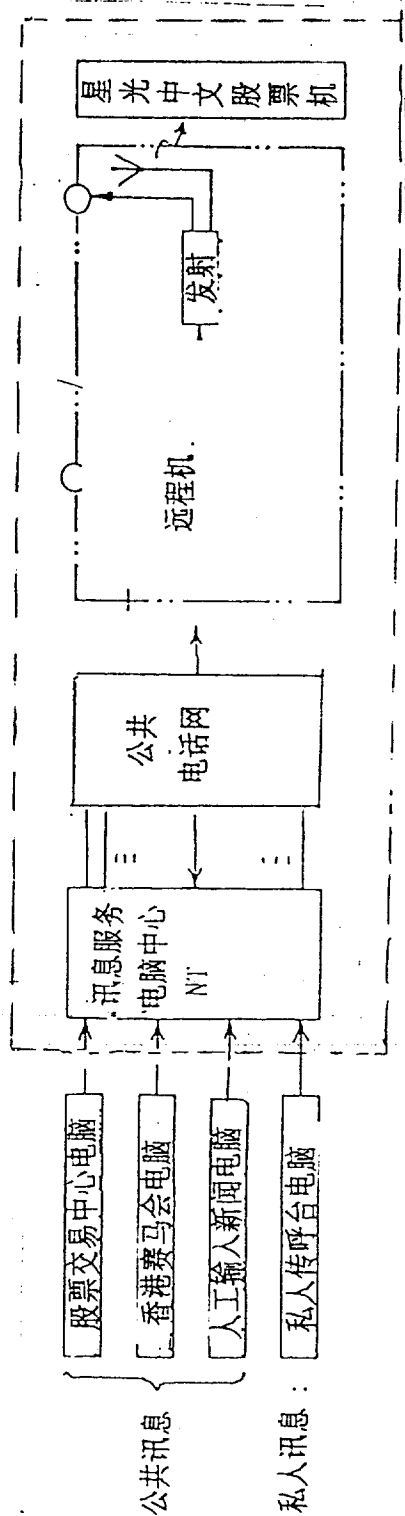 公共讯息
私人讯息：
股票交易中心电脑
香港赛马会电脑
人工输入新闻电脑
私人传呼台电脑
讯息服务
电脑中心
NT
公共
电话网
远程机
发射
星光中文股票机